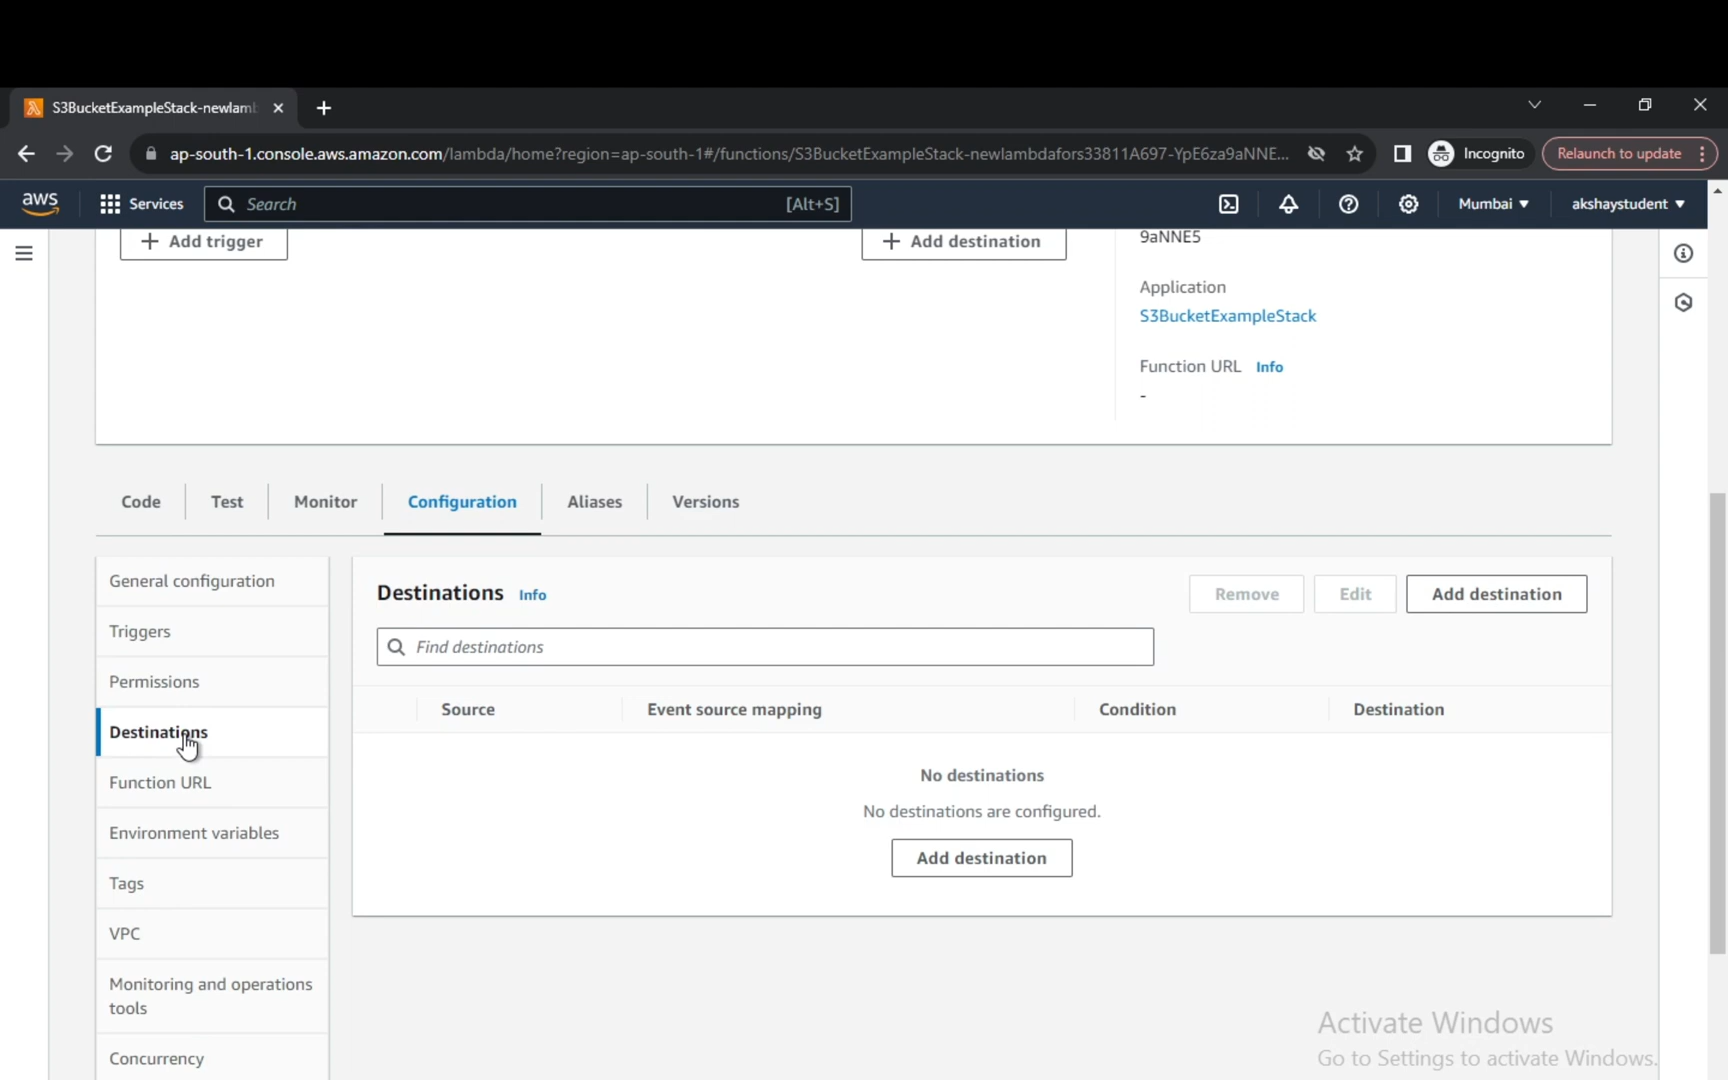 S3BucketExampleStack-newlam
ap-south-1.console.aws.amazon.com/lambda/home?region=ap-south-1#/functions/S3BucketExampleStack-newlambdafors33811A697-YpE6za9aNNE...
Incognito
Relaunch to update
aws
Services
Search
[Alt+S]
Mumbai
akshaystudent
Add trigger
Add destination
9aNNE5
Application
S3BucketExampleStack
Function URL Info
-
Code
Test
Monitor
Configuration
Aliases
Versions
General configuration
Triggers
Permissions
Destinations
Function URL
Environment variables
Tags
VPC
Monitoring and operations
tools
Concurrency
Destinations Info
Remove
Edit
Add destination
Find destinations
Source
Event source mapping
Condition
Destination
No destinations
No destinations are configured.
Add destination
Activate Windows
Go to Settings to activate Windows.